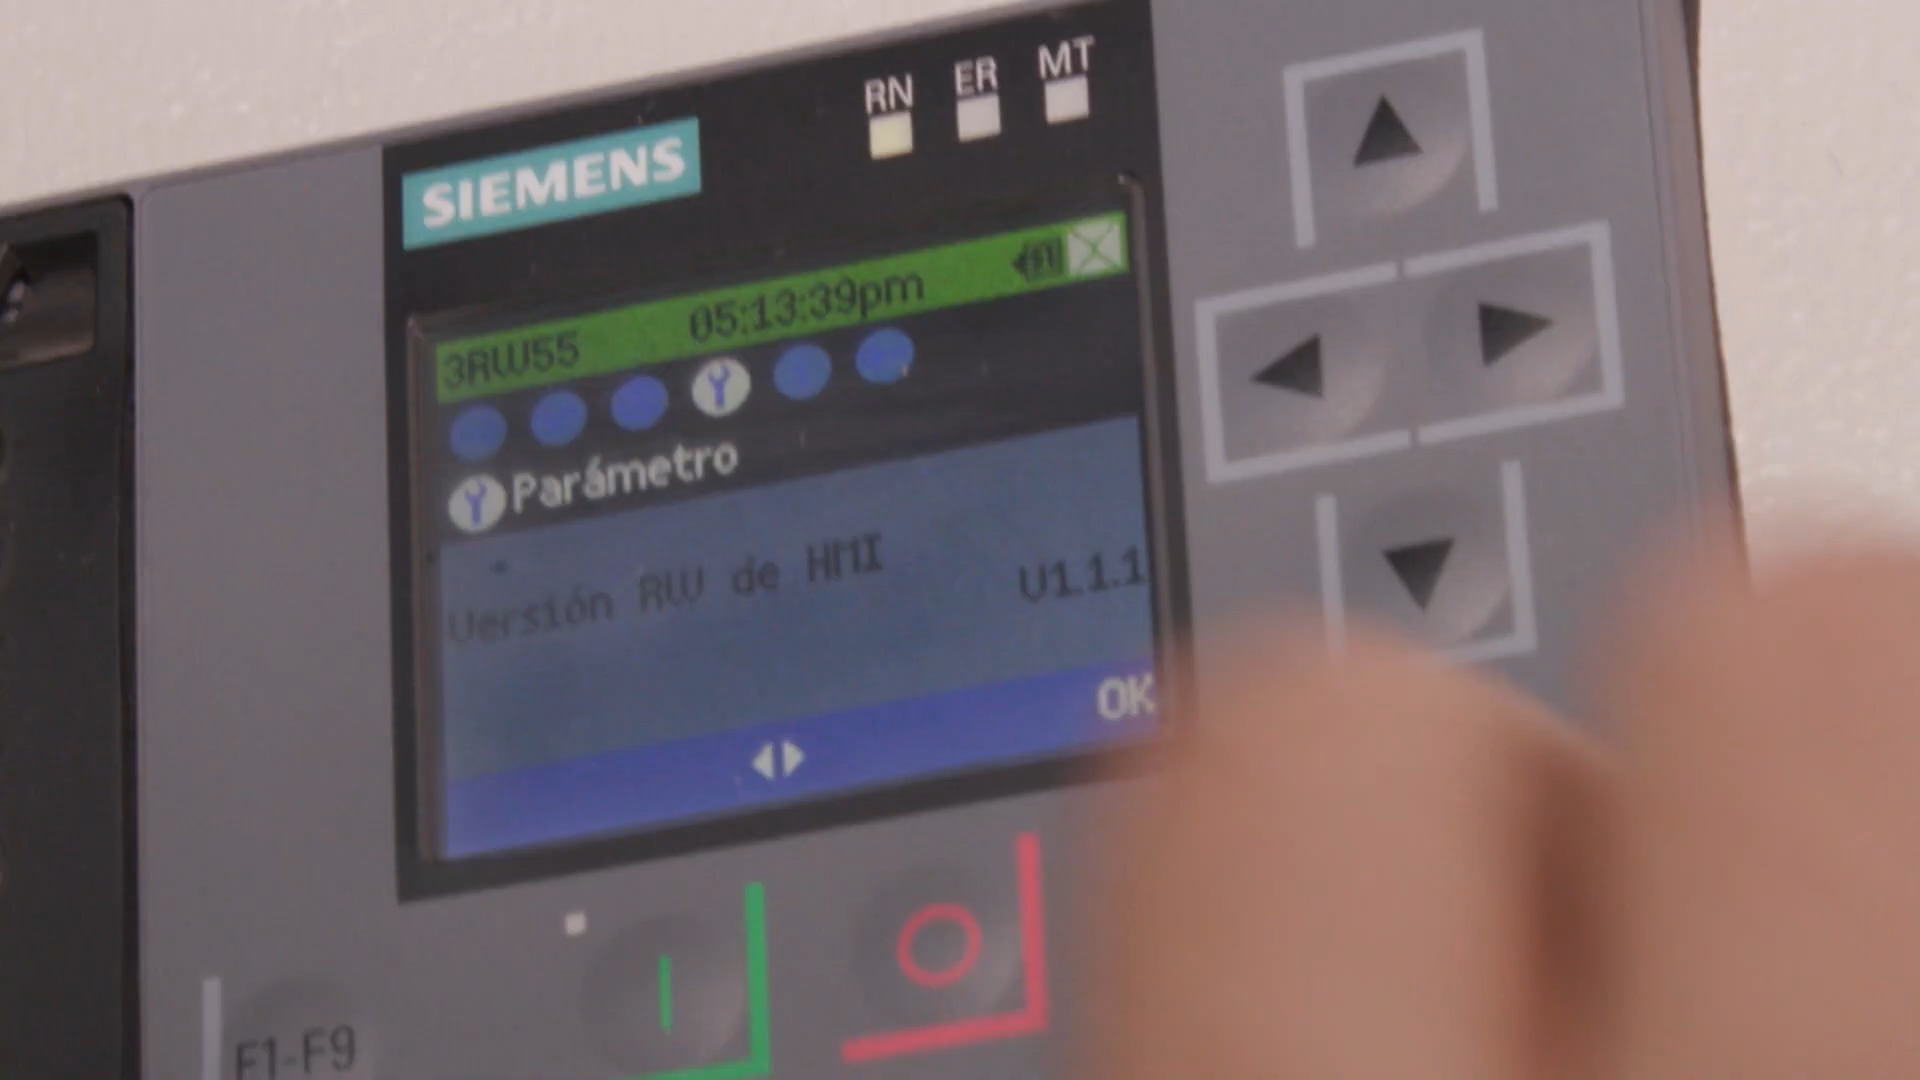 RN ER MT
SIEMENS
3RW55 05:13:39pm
Parámetro
Versión RW de HMI V1.1.1
OK
F1-F9